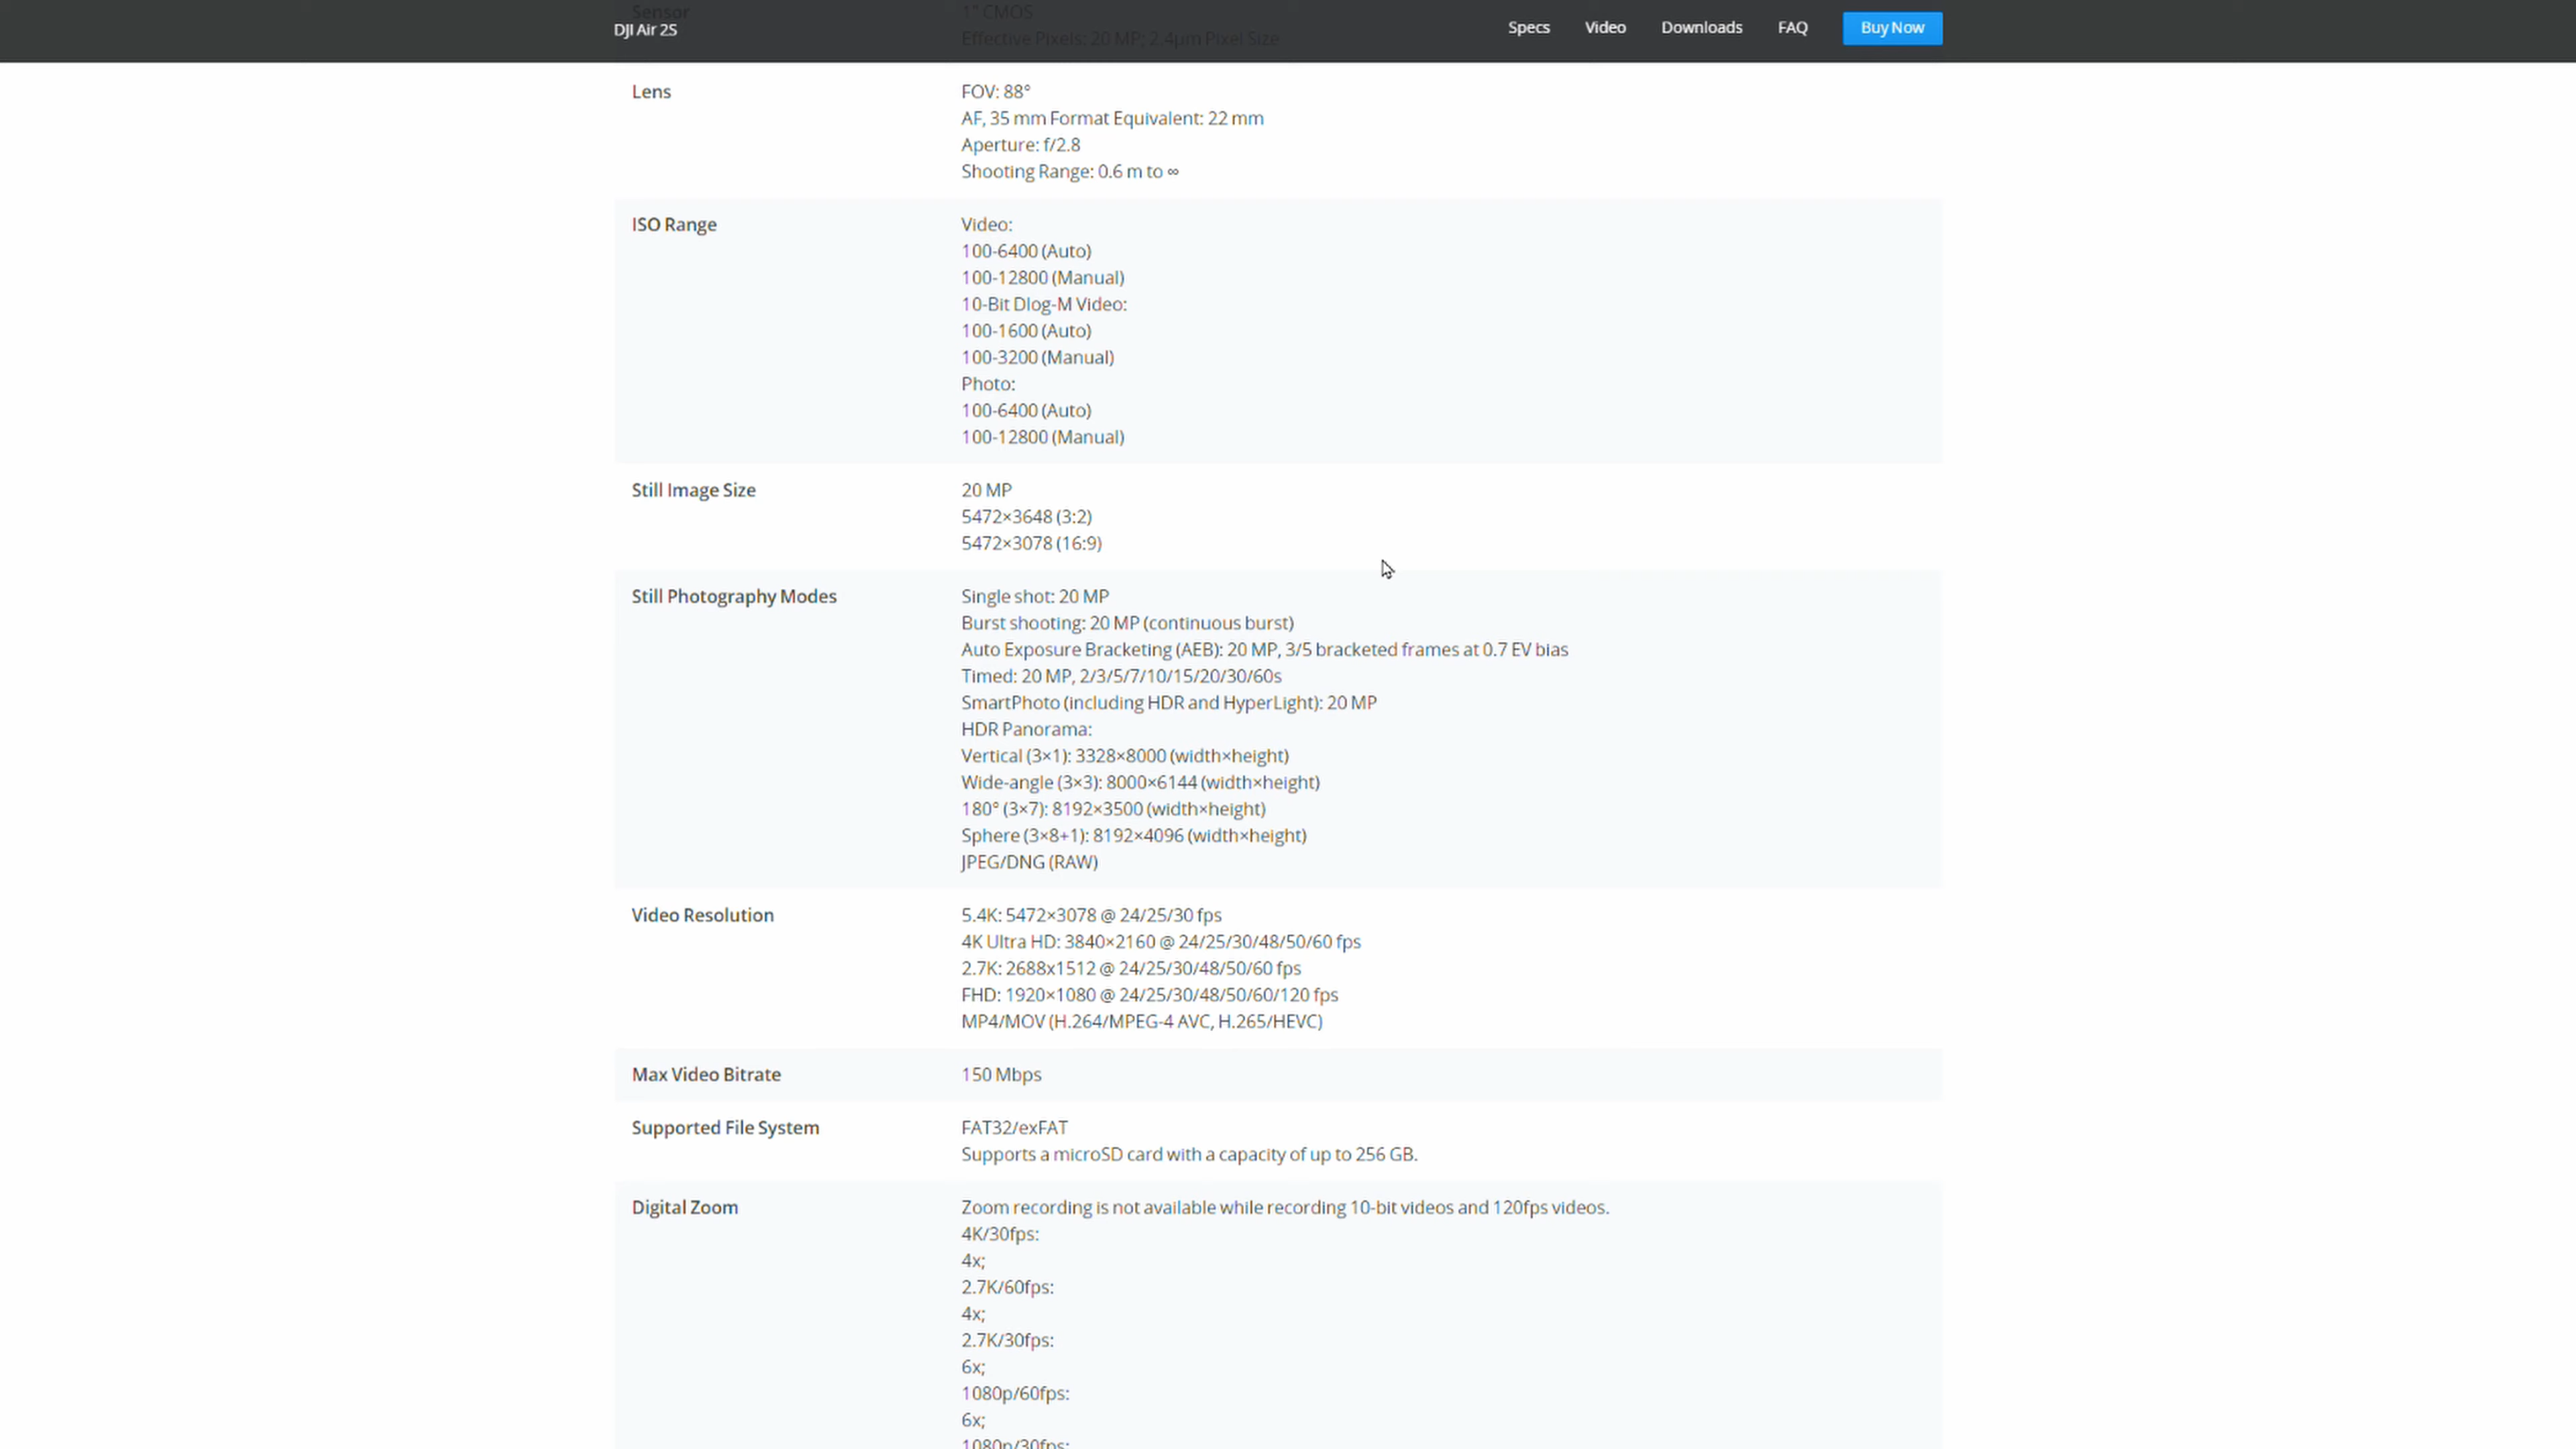 Sensor
1" CMOS
DJI Air 2S
Specs
Video
Downloads
FAQ
Buy Now
Effective Pixels: 20 MP; 2.4μm Pixel Size
Lens
FOV: 88°
AF, 35 mm Format Equivalent: 22 mm
Aperture: f/2.8
Shooting Range: 0.6 m to ∞
ISO Range
Video:
100-6400 (Auto)
100-12800 (Manual)
10-Bit Dlog-M Video:
100-1600 (Auto)
100-3200 (Manual)
Photo:
100-6400 (Auto)
100-12800 (Manual)
Still Image Size
20 MP
5472×3648 (3:2)
5472×3078 (16:9)
Still Photography Modes
Single shot: 20 MP
Burst shooting: 20 MP (continuous burst)
Auto Exposure Bracketing (AEB): 20 MP, 3/5 bracketed frames at 0.7 EV bias
Timed: 20 MP, 2/3/5/7/10/15/20/30/60s
SmartPhoto (including HDR and HyperLight): 20 MP
HDR Panorama:
Vertical (3×1): 3328×8000 (width×height)
Wide-angle (3×3): 8000×6144 (width×height)
180° (3×7): 8192×3500 (width×height)
Sphere (3×8+1): 8192×4096 (width×height)
JPEG/DNG (RAW)
Video Resolution
5.4K: 5472×3078 @ 24/25/30 fps
4K Ultra HD: 3840×2160 @ 24/25/30/48/50/60 fps
2.7K: 2688x1512 @ 24/25/30/48/50/60 fps
FHD: 1920×1080 @ 24/25/30/48/50/60/120 fps
MP4/MOV (H.264/MPEG-4 AVC, H.265/HEVC)
Max Video Bitrate
150 Mbps
Supported File System
FAT32/exFAT
Supports a microSD card with a capacity of up to 256 GB.
Digital Zoom
Zoom recording is not available while recording 10-bit videos and 120fps videos.
4K/30fps:
4x;
2.7K/60fps:
4x;
2.7K/30fps:
6x;
1080p/60fps:
6x;
1080p/30fps: